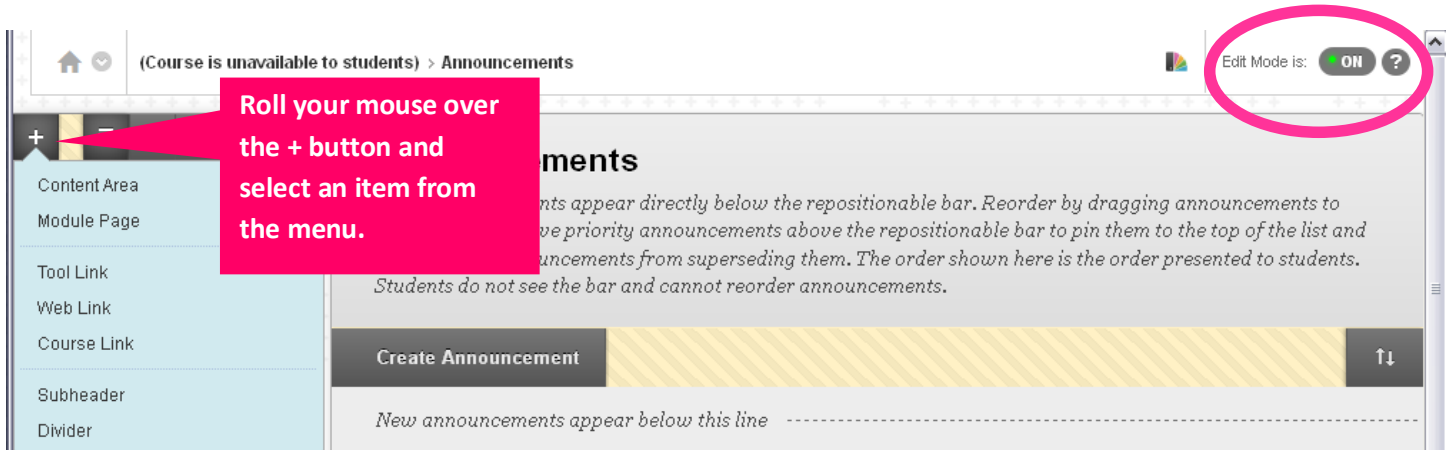 (Course is unavailable to students) > Announcements
Edit Mode is: ON ?
Roll your mouse over
the + button and
select an item from
the menu.
+
Content Area
Module Page
Tool Link
Web Link
Course Link
Subheader
Divider
ments
nts appear directly below the repositionable bar. Reorder by dragging announcements to
ve priority announcements above the repositionable bar to pin them to the top of the list and
uncements from superseding them. The order shown here is the order presented to students.
Students do not see the bar and cannot reorder announcements.
Create Announcement
↑↓
New announcements appear below this line